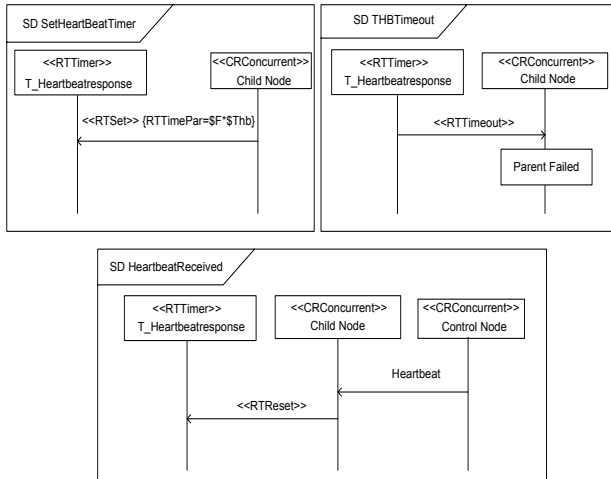 SD SetHeartBeatTimer
<<RTTimer>>
T_Heartbeatresponse
<<CRConcurrent>>
Child Node
<<RTSet>> {RTTimePar=$F*$Thb}
SD THBTimeout
<<RTTimer>>
T_Heartbeatresponse
<<CRConcurrent>>
Child Node
<<RTTimeout>>
Parent Failed
SD HeartbeatReceived
<<RTTimer>>
T_Heartbeatresponse
<<CRConcurrent>>
Child Node
<<CRConcurrent>>
Control Node
Heartbeat
<<RTReset>>